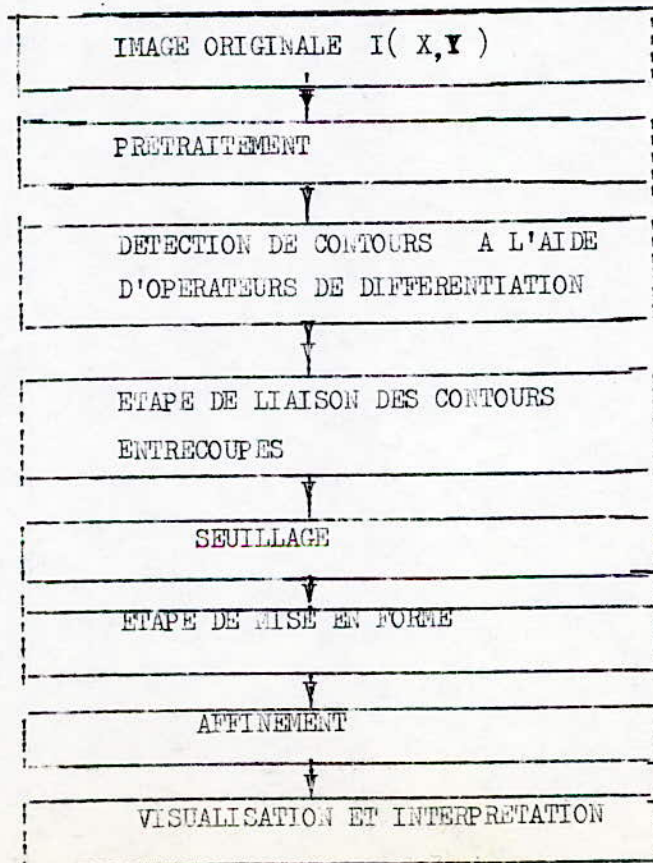 IMAGE ORIGINALE I( X,Y )
PRETRAITEMENT
DETECTION DE CONTOURS A L'AIDE
D'OPERATEURS DE DIFFERENTIATION
ETAPE DE LIAISON DES CONTOURS
ENTRECOUPES
SEUILLAGE
ETAPE DE MISE EN FORME
AFFINEMENT
VISUALISATION ET INTERPRETATION